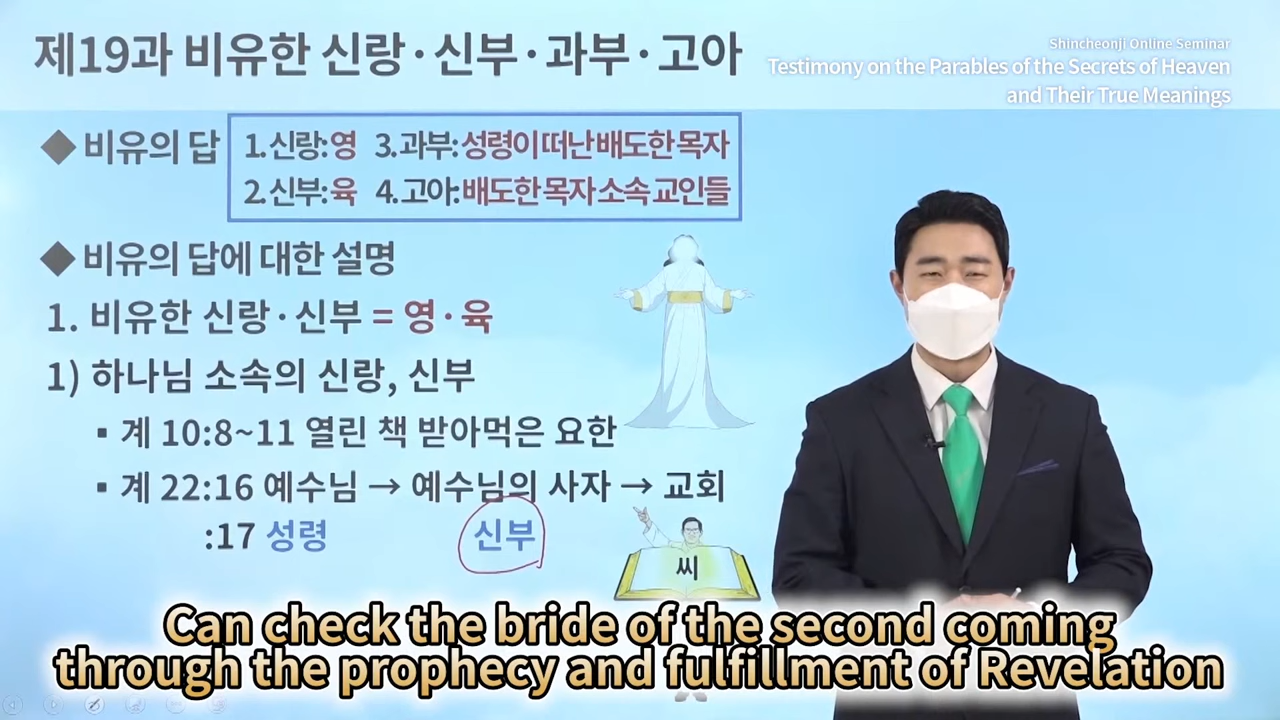 제19과 비유한 신랑·신부·과부·고아
Shincheonji Online Seminar
Testimony on the Parables of the Secrets of Heaven
and Their True Meanings
◆ 비유의 답
1. 신랑: 영 3. 과부: 성령이 떠난 배도한 목자
2. 신부: 육 4. 고아: 배도한 목자 소속 교인들
◆ 비유의 답에 대한 설명
1. 비유한 신랑·신부 = 영·육
1) 하나님 소속의 신랑, 신부
▪ 계 10:8~11 열린 책 받아먹은 요한
▪ 계 22:16 예수님 → 예수님의 사자 → 교회
:17 성령 신부
씨
Can check the bride of the second coming
through the prophecy and fulfillment of Revelation